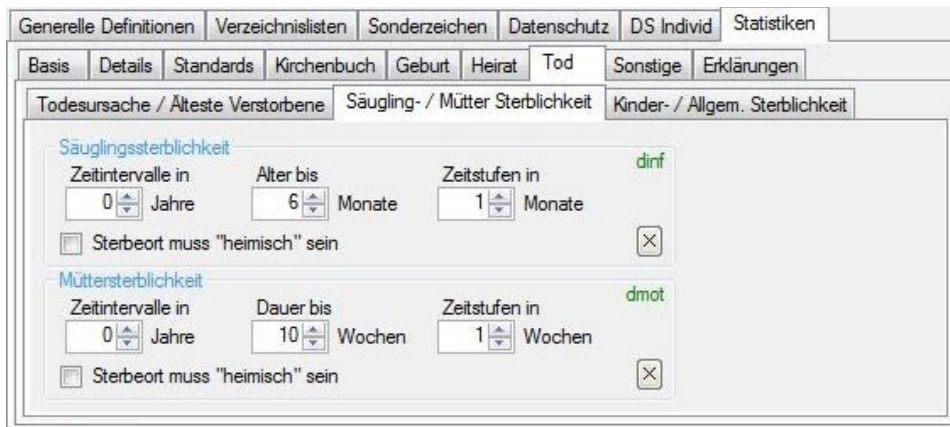 Generelle Definitionen Verzeichnislisten Sonderzeichen Datenschutz DS Individ Statistiken
Basis Details Standards Kirchenbuch Geburt Heirat Tod Sonstige Erklärungen
Todesursache / Älteste Verstorbene Säugling- / Mütter Sterblichkeit Kinder- / Allgem. Sterblichkeit
Säuglingssterblichkeit dinf
Zeitintervalle in Alter bis Zeitstufen in
0 Jahre 6 Monate 1 Monate
Sterbeort muss "heimisch" sein
Müttersterblichkeit dmot
Zeitintervalle in Dauer bis Zeitstufen in
0 Jahre 10 Wochen 1 Wochen
Sterbeort muss "heimisch" sein